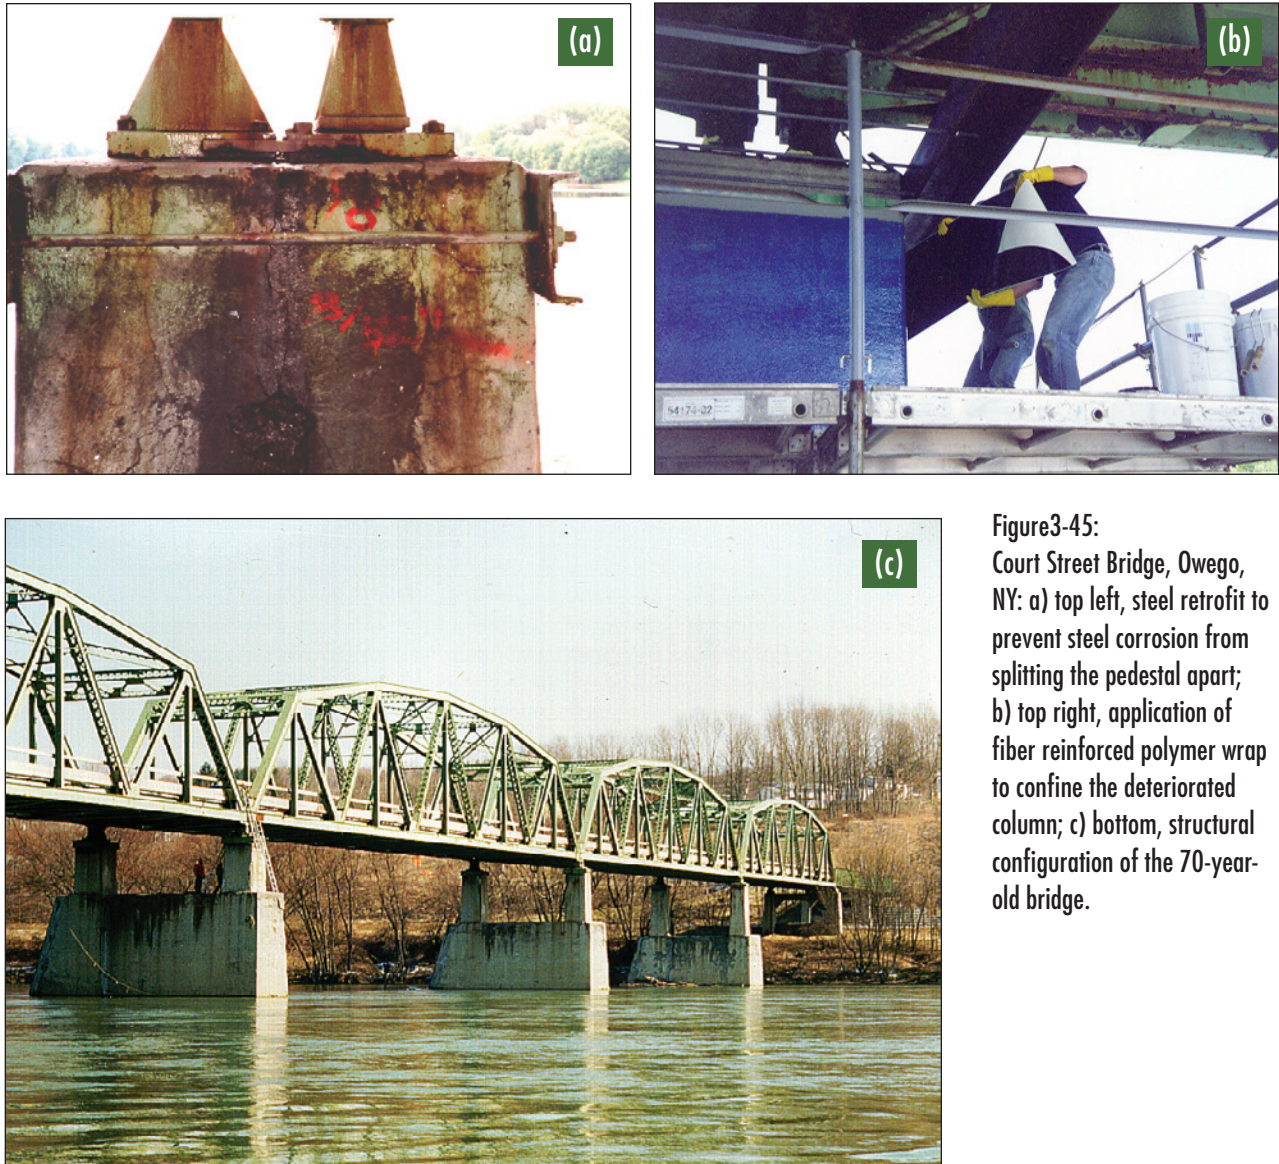 (a)
(b)
64174-02
(c)
Figure3-45:
Court Street Bridge, Owego,
NY: a) top left, steel retrofit to
prevent steel corrosion from
splitting the pedestal apart;
b) top right, application of
fiber reinforced polymer wrap
to confine the deteriorated
column; c) bottom, structural
configuration of the 70-year-
old bridge.